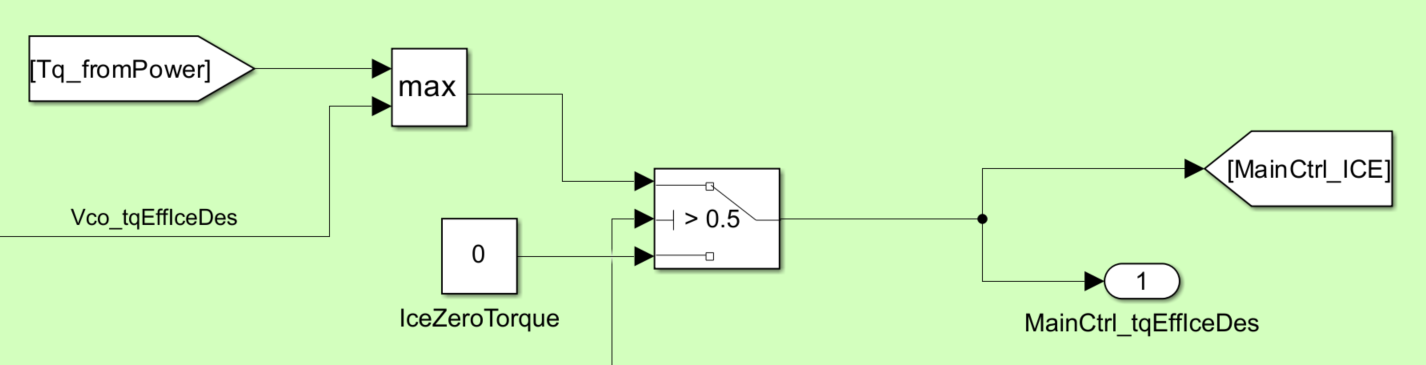 [Tq_fromPower]
max
Vco_tqEffIceDes
> 0.5
0
IceZeroTorque
[MainCtrl_ICE]
1
MainCtrl_tqEffIceDes